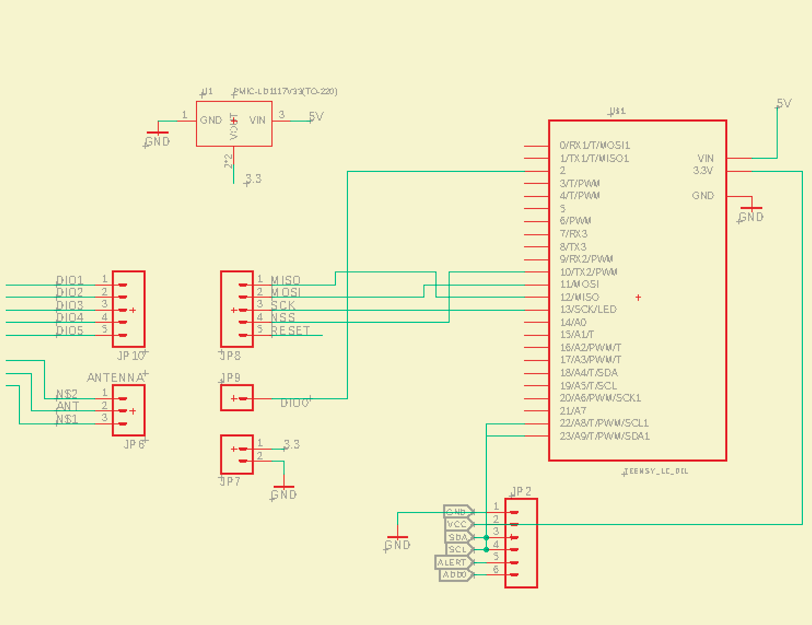 U1 PMIC-LD1117V33(TO-220)
1 GND VOUT VIN 3 5V
GND
2*2
3.3
U$1
5V
0/RX1/T/MOSI1
1/TX1/T/MISO1 VIN
2 3.3V
3/T/PWM
4/T/PWM GND
5
6/PWM GND
7/RX3
8/TX3
9/RX2/PWM
10/TX2/PWM
11/MOSI
12/MISO
13/SCK/LED
14/A0
15/A1/T
16/A2/PWM/T
17/A3/PWM/T
18/A4/T/SDA
19/A5/T/SCL
20/A6/PWM/SCK1
21/A7
22/A8/T/PWM/SCL1
23/A9/T/PWM/SDA1
TEENSY_LC_DIL
DIO1 1
DIO2 2
DIO3 3
DIO4 4
DIO5 5
JP10
1 MISO
2 MOSI
3 SCK
4 NSS
5 RESET
JP8
ANTENNA
N$2 1
ANT 2
N$1 3
JP6
JP9
DIO0
1 3.3
2
JP7
GND
JP2
GND 1
VCC 2
SDA 3
SCL 4
ALERT 5
ADD0 6
GND